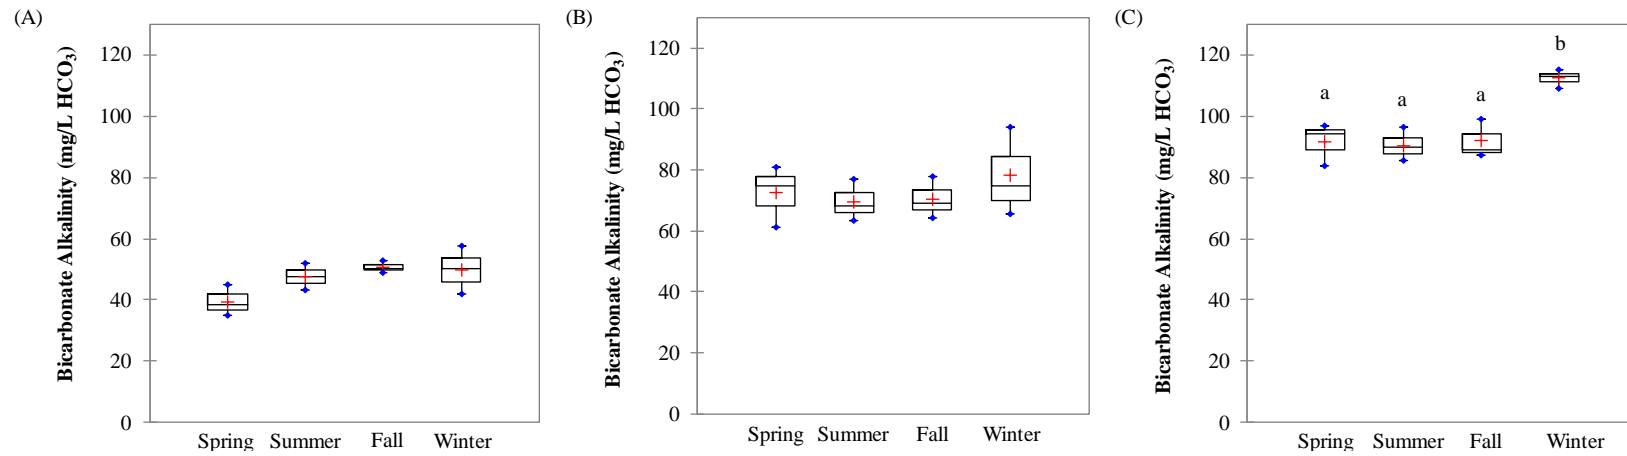 (A)
Bicarbonate Alkalinity (mg/L HCO₃)
120
100
80
60
40
20
0
Spring Summer Fall Winter
(B)
Bicarbonate Alkalinity (mg/L HCO₃)
120
100
80
60
40
20
0
Spring Summer Fall Winter
(C)
Bicarbonate Alkalinity (mg/L HCO₃)
120
100
80
60
40
20
0
a a a b
Spring Summer Fall Winter